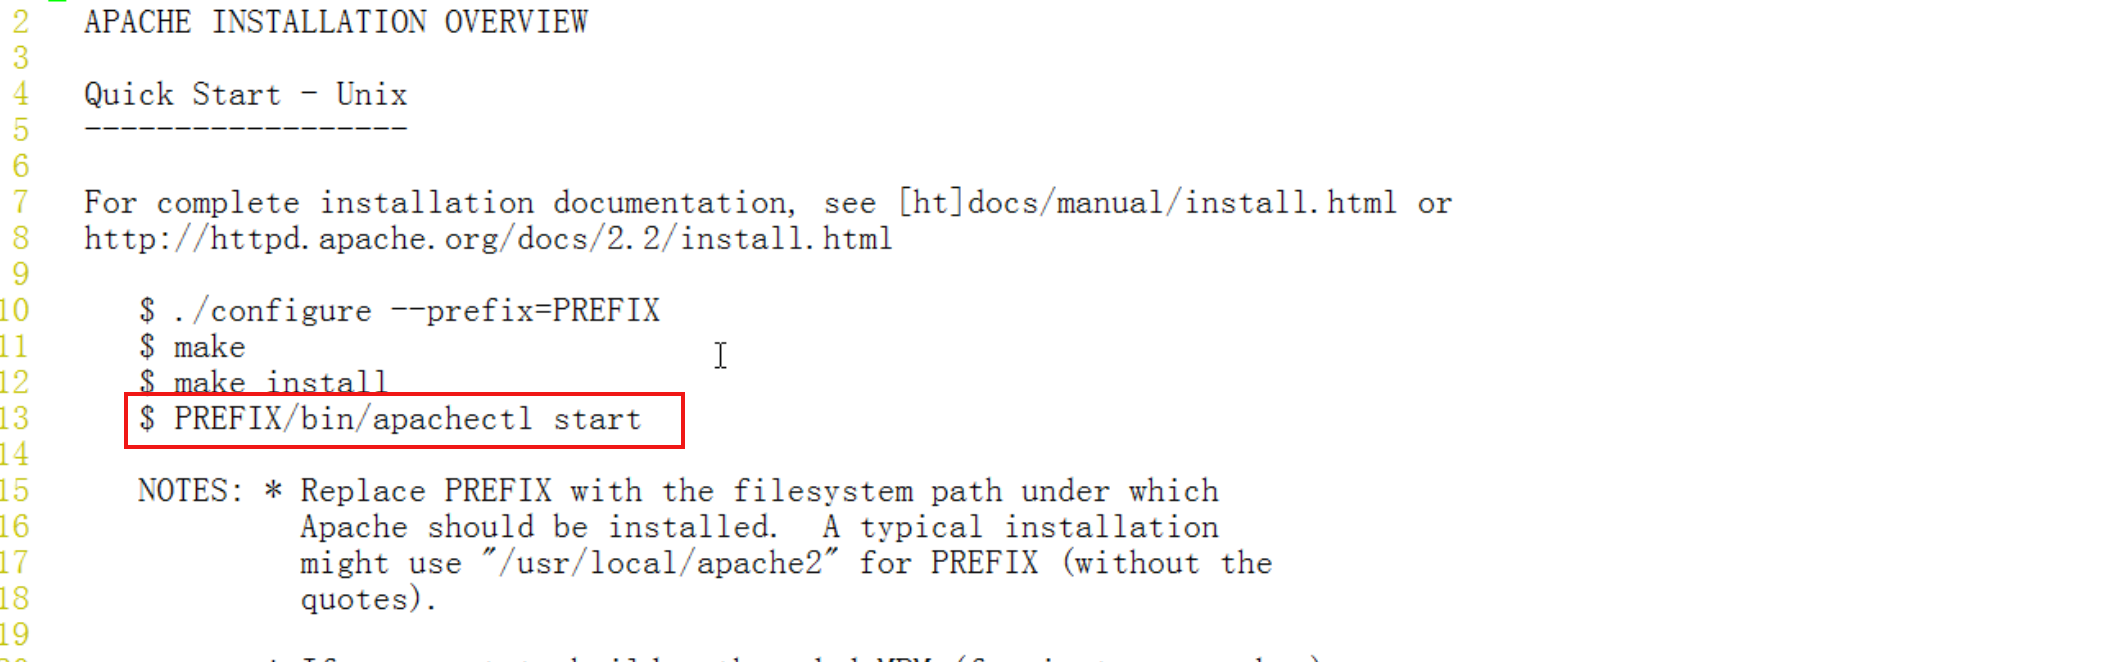 2 APACHE INSTALLATION OVERVIEW
3
4 Quick Start - Unix
5 ------------------
6
7 For complete installation documentation, see [ht]docs/manual/install.html or
8 http://httpd.apache.org/docs/2.2/install.html
9
10 $ ./configure --prefix=PREFIX
11 $ make
12 $ make install
13 $ PREFIX/bin/apachectl start
14
15 NOTES: * Replace PREFIX with the filesystem path under which
16 Apache should be installed. A typical installation
17 might use "/usr/local/apache2" for PREFIX (without the
18 quotes).
19